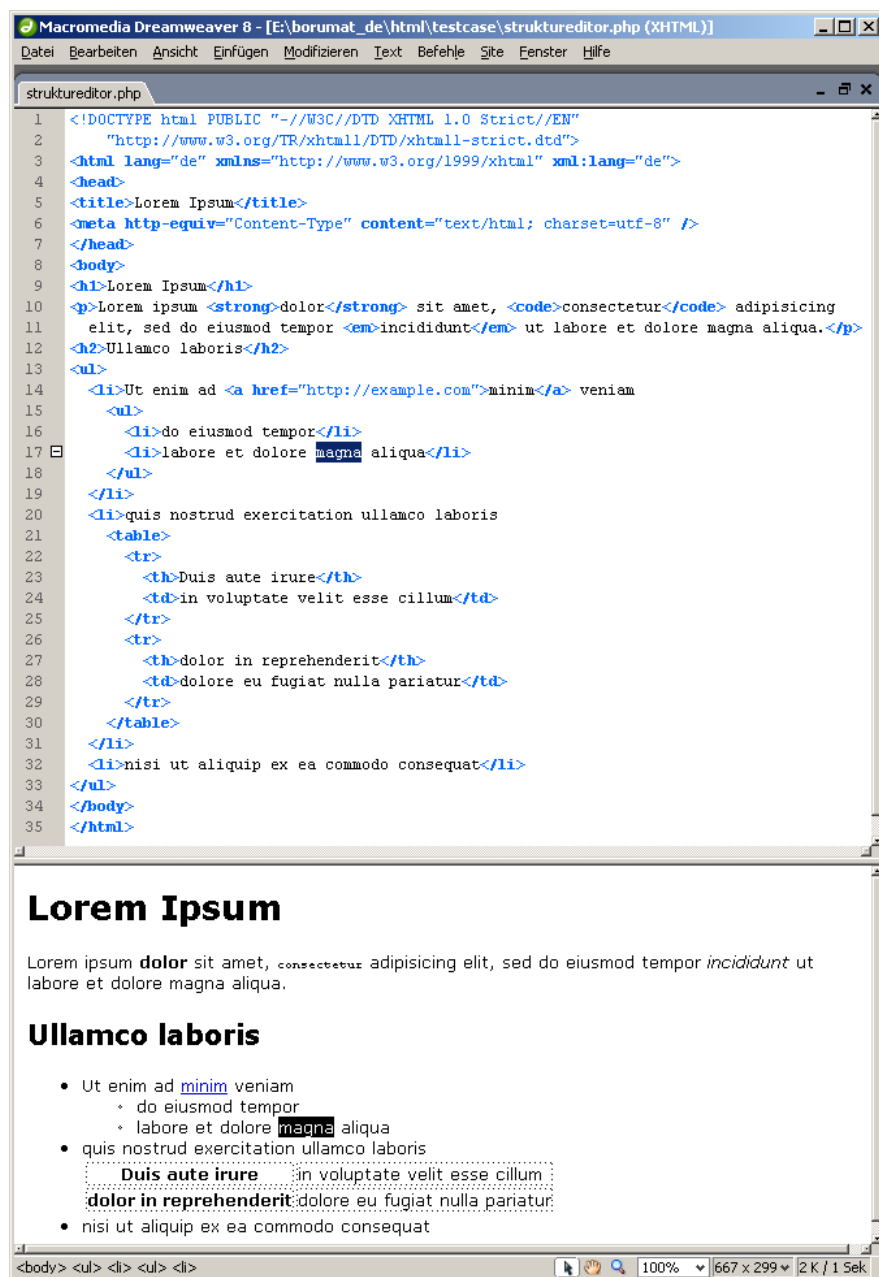 Macromedia Dreamweaver 8 - [E:\borumat_de\html\testcase\struktureditor.php (XHTML)]
Datei Bearbeiten Ansicht Einfügen Modifizieren Text Befehle Site Fenster Hilfe
struktureditor.php
1 <!DOCTYPE html PUBLIC "-//W3C//DTD XHTML 1.0 Strict//EN"
2 "http://www.w3.org/TR/xhtml1/DTD/xhtml1-strict.dtd">
3 <html lang="de" xmlns="http://www.w3.org/1999/xhtml" xml:lang="de">
4 <head>
5 <title>Lorem Ipsum</title>
6 <meta http-equiv="Content-Type" content="text/html; charset=utf-8" />
7 </head>
8 <body>
9 <h1>Lorem Ipsum</h1>
10 <p>Lorem ipsum <strong>dolor</strong> sit amet, <code>consectetur</code> adipisicing
11 elit, sed do eiusmod tempor <em>incididunt</em> ut labore et dolore magna aliqua.</p>
12 <h2>Ullamco laboris</h2>
13 <ul>
14 <li>Ut enim ad <a href="http://example.com">minim</a> veniam
15 <ul>
16 <li>do eiusmod tempor</li>
17 <li>labore et dolore magna aliqua</li>
18 </ul>
19 </li>
20 <li>quis nostrud exercitation ullamco laboris
21 <table>
22 <tr>
23 <th>Duis aute irure</th>
24 <td>in voluptate velit esse cillum</td>
25 </tr>
26 <tr>
27 <th>dolor in reprehenderit</th>
28 <td>dolore eu fugiat nulla pariatur</td>
29 </tr>
30 </table>
31 </li>
32 <li>nisi ut aliquip ex ea commodo consequat</li>
33 </ul>
34 </body>
35 </html>
Lorem Ipsum
Lorem ipsum dolor sit amet, consectetur adipisicing elit, sed do eiusmod tempor incididunt ut
labore et dolore magna aliqua.
Ullamco laboris
• Ut enim ad minim veniam
◦ do eiusmod tempor
◦ labore et dolore magna aliqua
• quis nostrud exercitation ullamco laboris
Duis aute irure in voluptate velit esse cillum
dolor in reprehenderit dolore eu fugiat nulla pariatur
• nisi ut aliquip ex ea commodo consequat
<body> <ul> <li> <ul> <li> 100% 667 x 299 2 K / 1 Sek